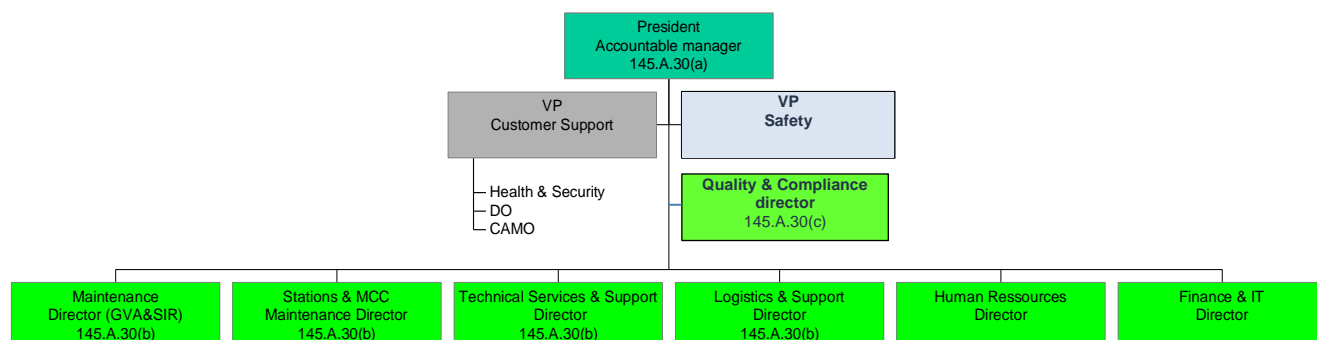 President
Accountable manager
145.A.30(a)
VP
Customer Support
VP
Safety
Health & Security
DO
CAMO
Quality & Compliance
director
145.A.30(c)
Maintenance
Director (GVA&SIR)
145.A.30(b)
Stations & MCC
Maintenance Director
145.A.30(b)
Technical Services & Support
Director
145.A.30(b)
Logistics & Support
Director
145.A.30(b)
Human Ressources
Director
Finance & IT
Director